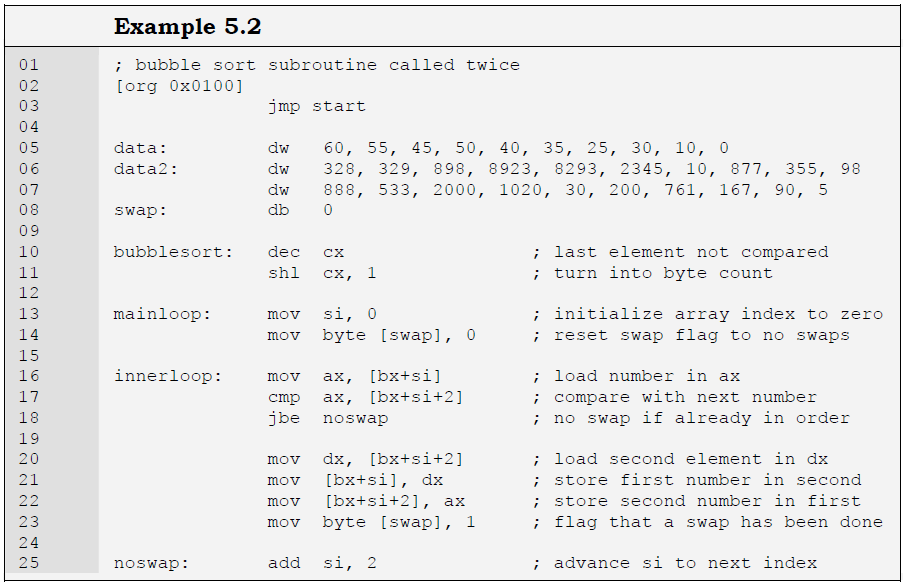 Example 5.2
01 ; bubble sort subroutine called twice
02 [org 0x0100]
03 jmp start
04
05 data: dw 60, 55, 45, 50, 40, 35, 25, 30, 10, 0
06 data2: dw 328, 329, 898, 8923, 8293, 2345, 10, 877, 355, 98
07 dw 888, 533, 2000, 1020, 30, 200, 761, 167, 90, 5
08 swap: db 0
09
10 bubblesort: dec cx ; last element not compared
11 shl cx, 1 ; turn into byte count
12
13 mainloop: mov si, 0 ; initialize array index to zero
14 mov byte [swap], 0 ; reset swap flag to no swaps
15
16 innerloop: mov ax, [bx+si] ; load number in ax
17 cmp ax, [bx+si+2] ; compare with next number
18 jbe noswap ; no swap if already in order
19
20 mov dx, [bx+si+2] ; load second element in dx
21 mov [bx+si], dx ; store first number in second
22 mov [bx+si+2], ax ; store second number in first
23 mov byte [swap], 1 ; flag that a swap has been done
24
25 noswap: add si, 2 ; advance si to next index